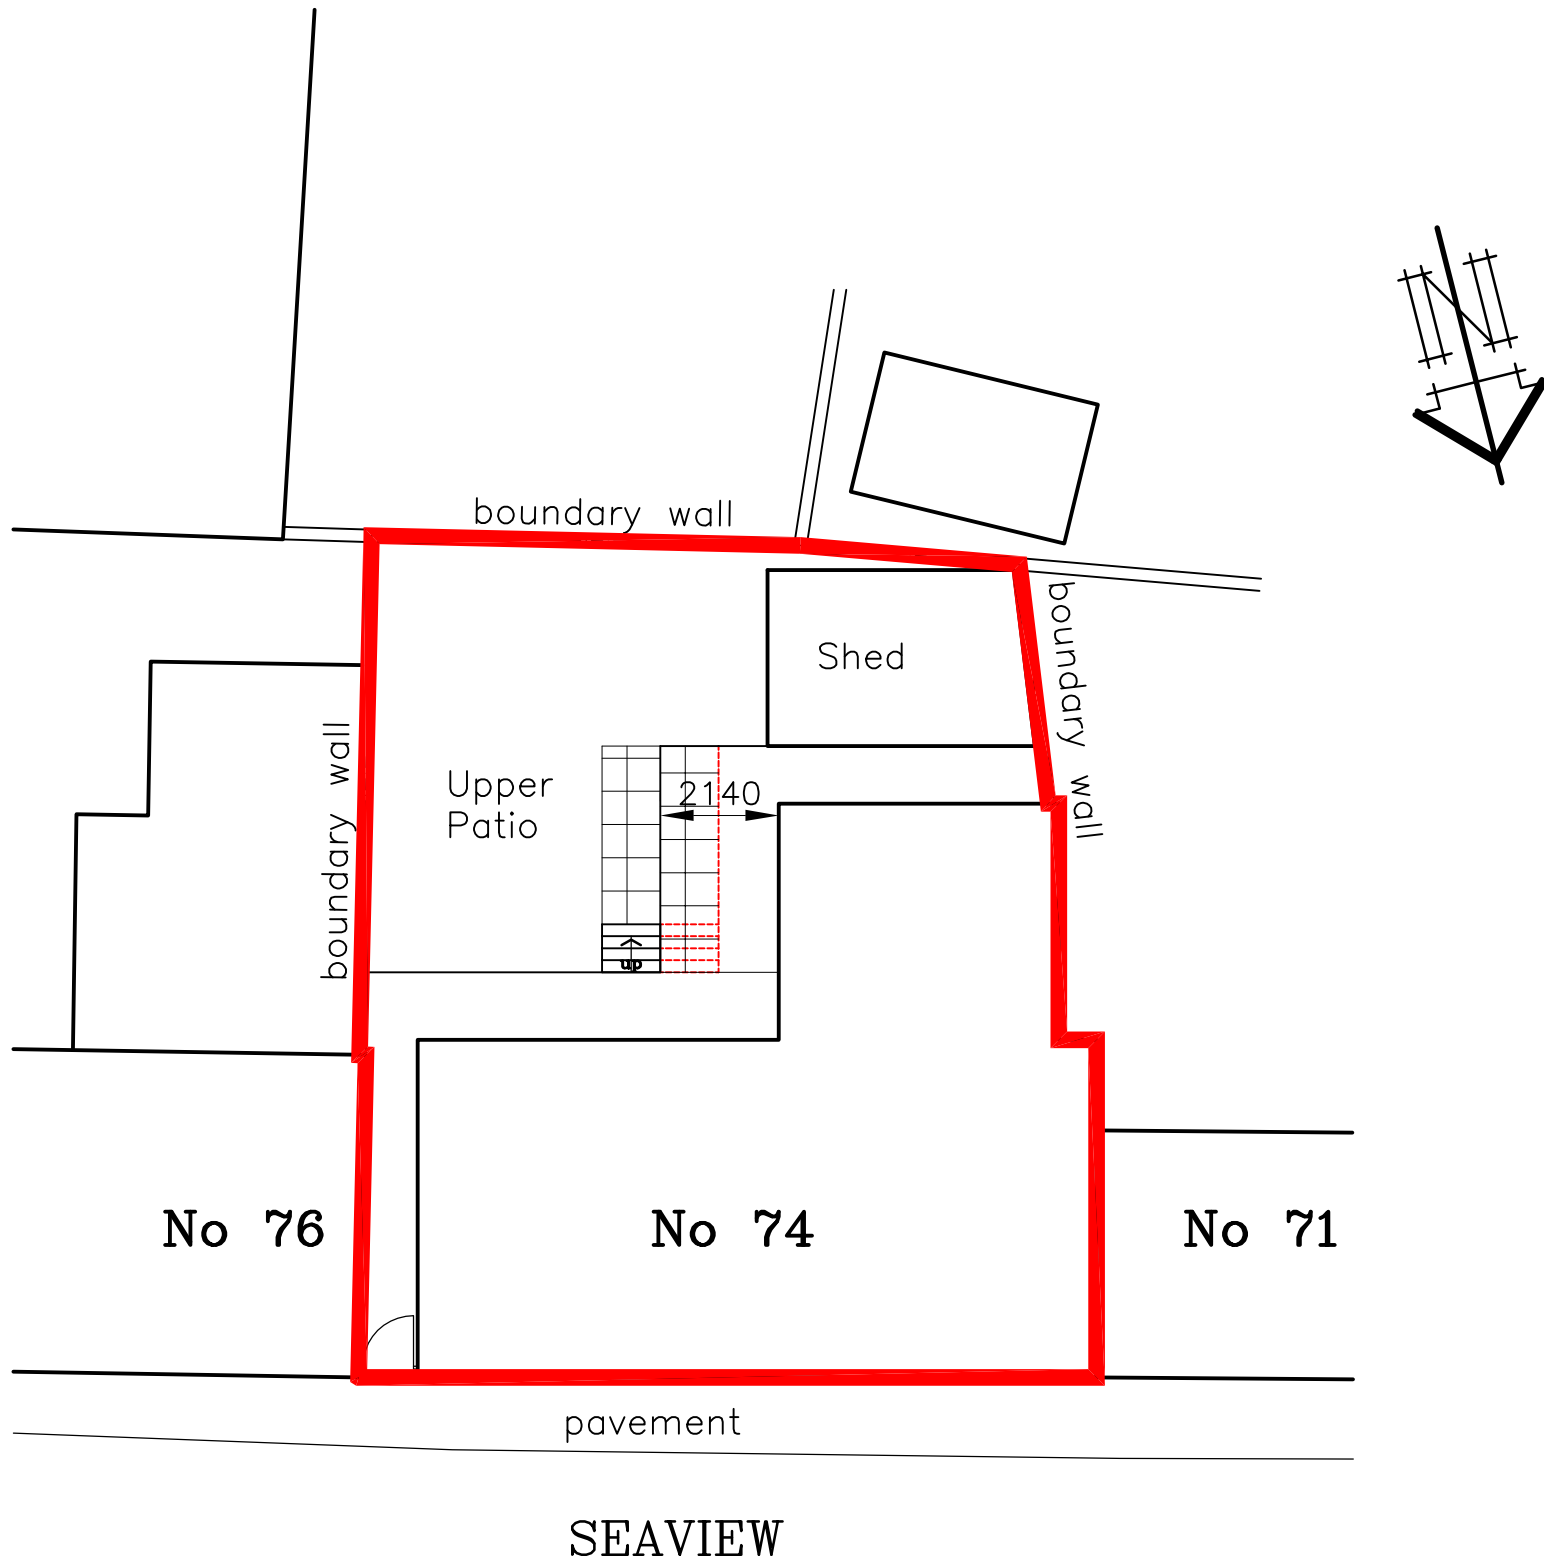 N
boundary wall
boundary wall
Shed
boundary wall
Upper
Patio
2140
up
No 76
No 74
No 71
pavement
SEAVIEW